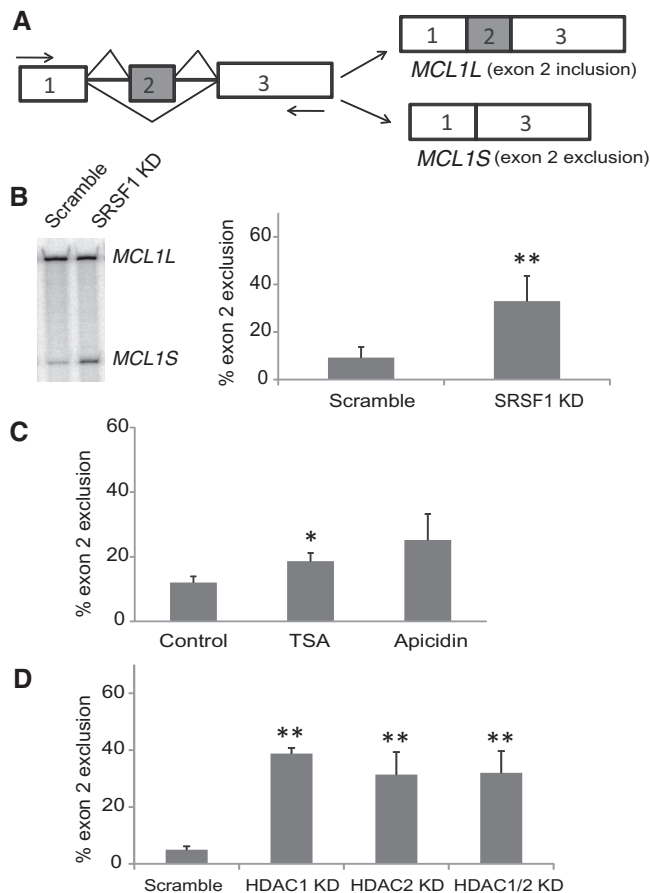 A
1 2 3
1 2 3
MCL1L (exon 2 inclusion)
1 3
MCL1S (exon 2 exclusion)
B
Scramble
SRSF1 KD
MCL1L
MCL1S
% exon 2 exclusion
60
40
20
0
**
Scramble SRSF1 KD
C
% exon 2 exclusion
60
40
20
0
*
Control TSA Apicidin
D
% exon 2 exclusion
60
40
20
0
** ** **
Scramble HDAC1 KD HDAC2 KD HDAC1/2 KD